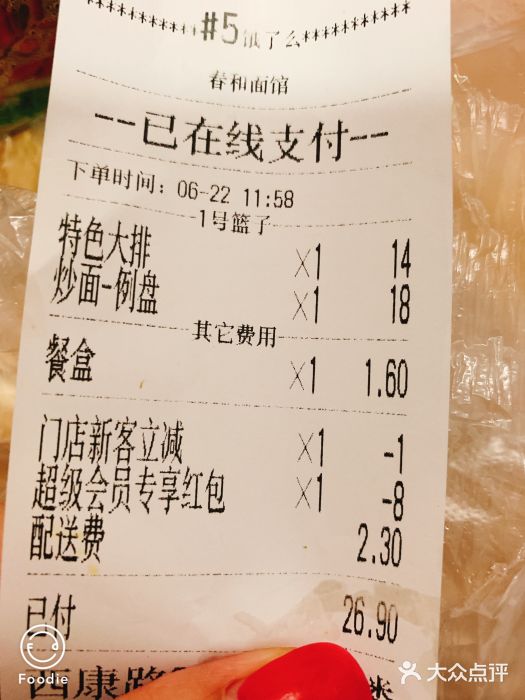 ******#5饿了么******
春和面馆
--已在线支付--
下单时间：06-22 11:58
1号篮子
特色大排 ×1 14
炒面-例盘 ×1 18
其它费用
餐盒 ×1 1.60
门店新客立减 ×1 -1
超级会员专享红包 ×1 -8
配送费 2.30
已付 26.90
西康路
Foodie
大众点评